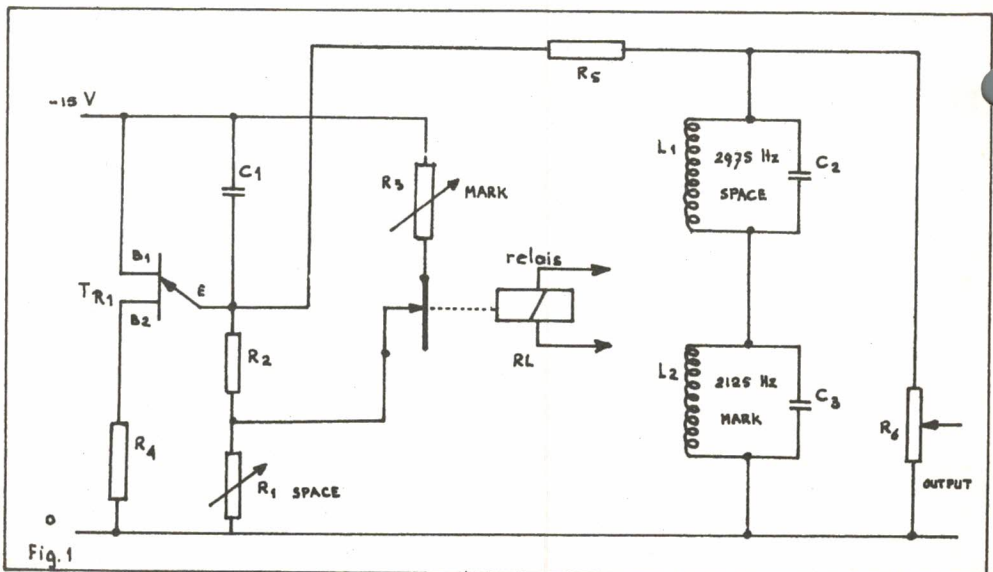 R5
-15 V
C1
R3
MARK
L1
2975 Hz
SPACE
C2
B1
E
TR1
B2
relais
RL
R2
L2
2125 Hz
MARK
C3
R4
R1 SPACE
R6
OUTPUT
0
Fig.1